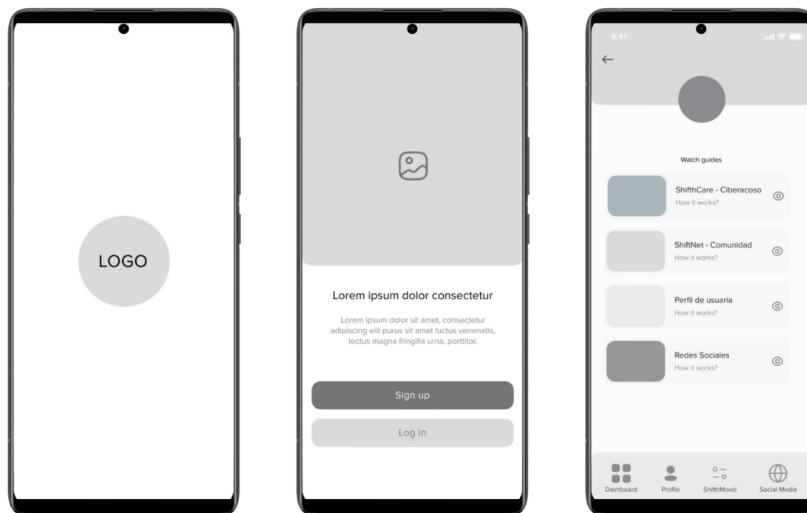 LOGO
Lorem ipsum dolor consectetur
Lorem ipsum dolor sit amet, consectetur
adipiscing elit purus sit amet luctus venenatis,
lectus magna fringilla urna, porttitor.
Sign up
Log in
9:41
Watch guides
ShifthCare - Ciberacoso
How it works?
ShiftNet - Comunidad
How it works?
Perfil de usuaria
How it works?
Redes Sociales
How it works?
Dashboard
Profile
ShifthMood
Social Media